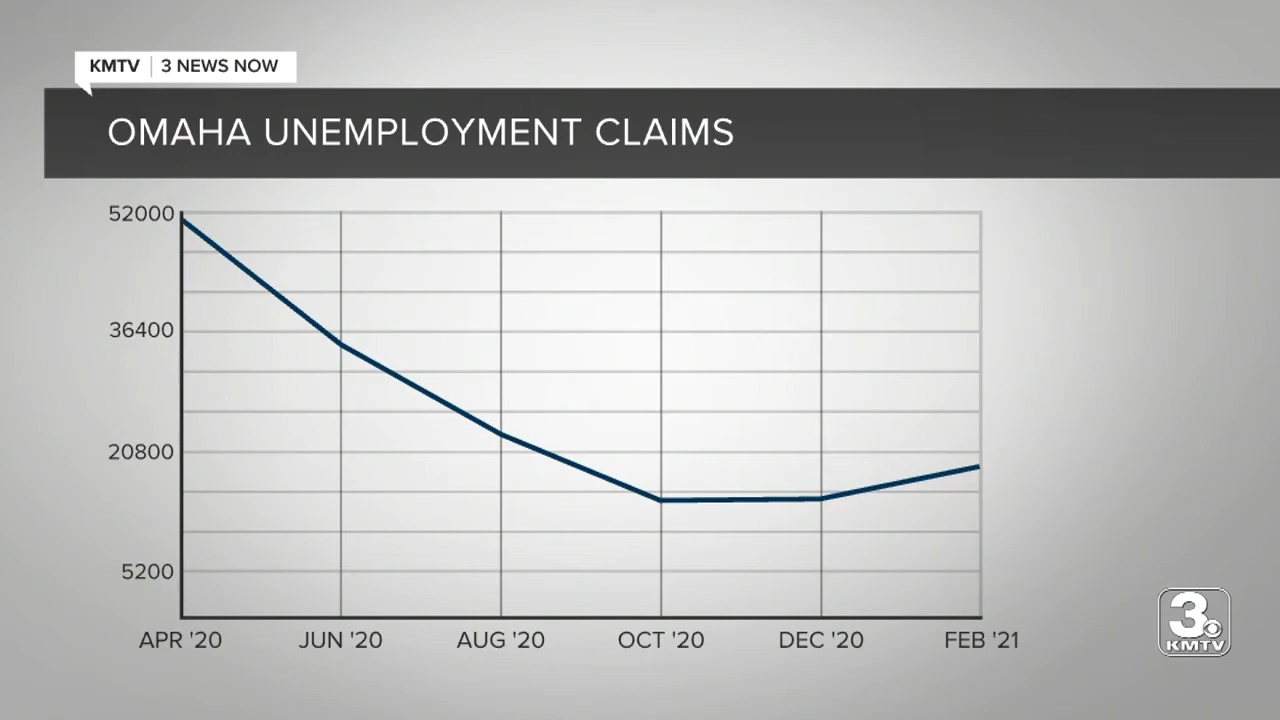 KMTV | 3 NEWS NOW
OMAHA UNEMPLOYMENT CLAIMS
52000
36400
20800
5200
APR '20 JUN '20 AUG '20 OCT '20 DEC '20 FEB '21
3
KMTV